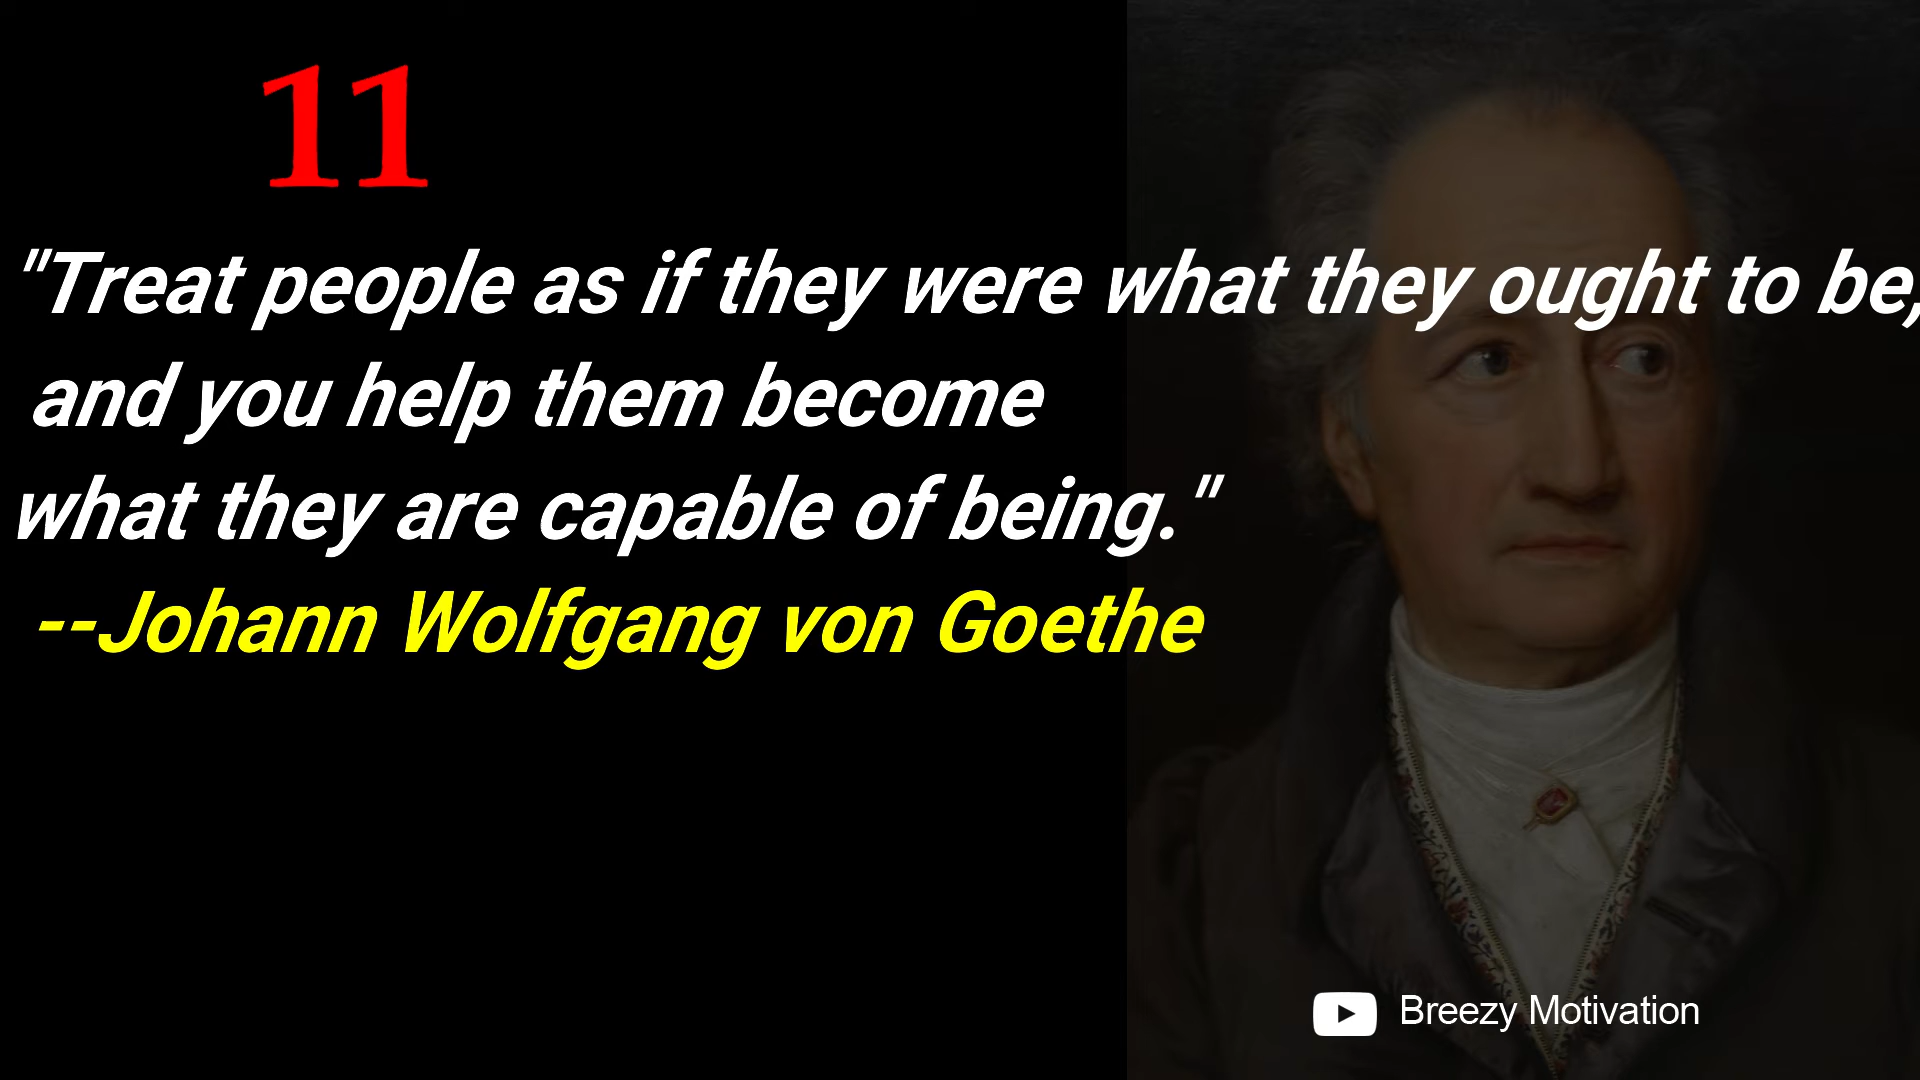 11
"Treat people as if they were what they ought to be,
and you help them become
what they are capable of being."
--Johann Wolfgang von Goethe
Breezy Motivation